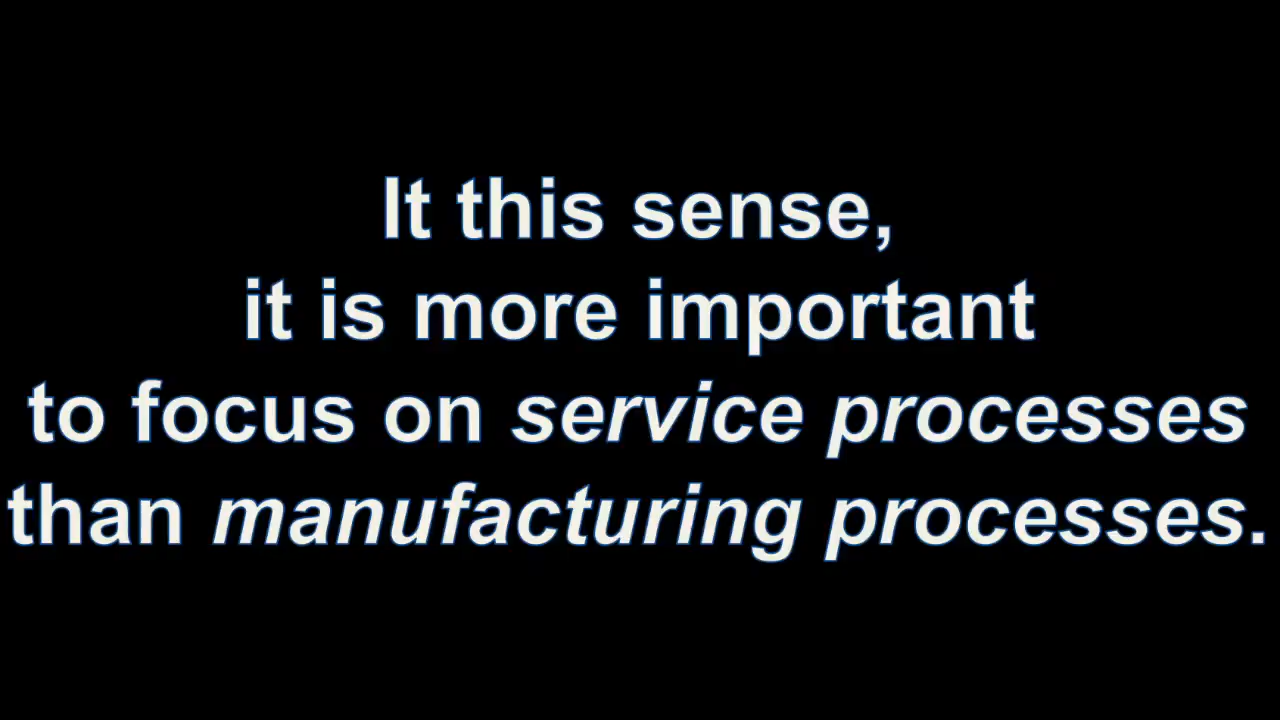 It this sense,
it is more important
to focus on service processes
than manufacturing processes.